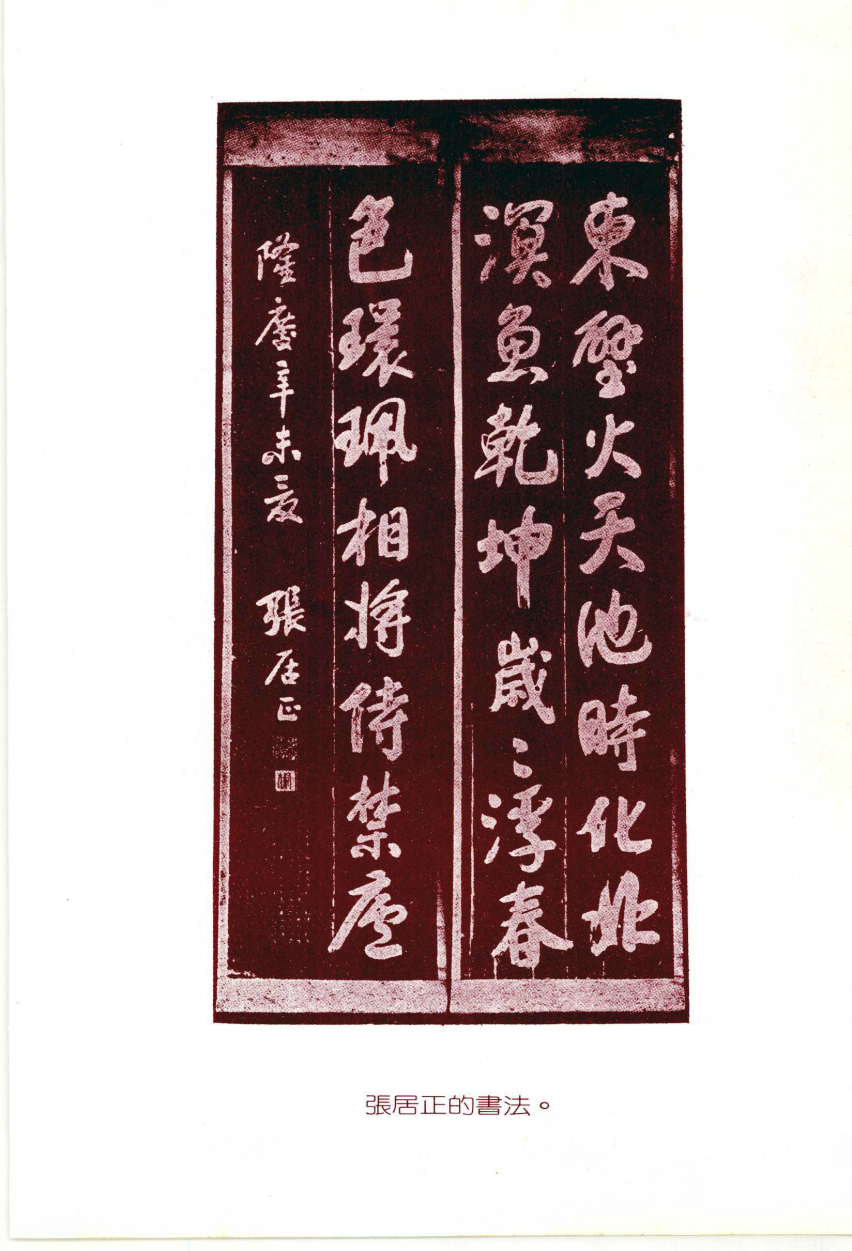 東壁火天池時化北
溟魚乾坤歲〻浮春
色環珮相將侍禁廬
隆慶辛未夏 張居正
張居正的書法。